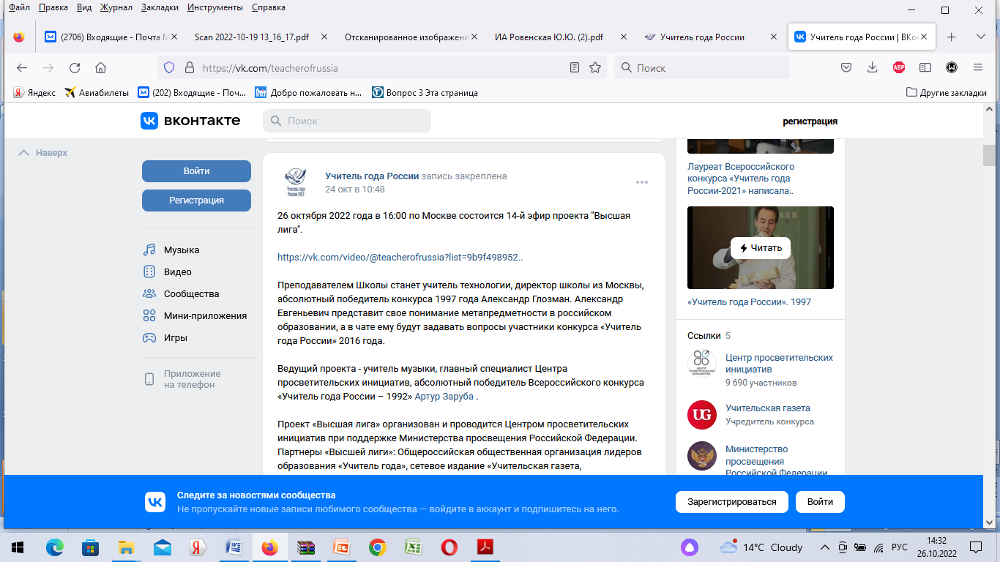 Файл Правка Вид Журнал Закладки Инструменты Справка
(2706) Входящие - Почта M
Scan 2022-10-19 13_16_17.pdf
Отсканированное изображени
ИА Ровенская Ю.Ю. (2).pdf
Учитель года России
Учитель года России | ВКон
https://vk.com/teacherofrussia
Поиск
ABP
Яндекс
Авиабилеты
(202) Входящие - Поч...
Добро пожаловать н...
Вопрос 3 Эта страница
Другие закладки
вконтакте
Поиск
регистрация
Наверх
Войти
Регистрация
Музыка
Видео
Сообщества
Мини-приложения
Игры
Приложение
на телефон
Учитель года
России 2022
Учитель года России запись закреплена
24 окт в 10:48
26 октября 2022 года в 16:00 по Москве состоится 14-й эфир проекта "Высшая
лига".
https://vk.com/video/@teacherofrussia?list=9b9f498952..
Преподавателем Школы станет учитель технологии, директор школы из Москвы,
абсолютный победитель конкурса 1997 года Александр Глозман. Александр
Евгеньевич представит свое понимание метапредметности в российском
образовании, а в чате ему будут задавать вопросы участники конкурса «Учитель
года России» 2016 года.
Ведущий проекта - учитель музыки, главный специалист Центра
просветительских инициатив, абсолютный победитель Всероссийского конкурса
«Учитель года России – 1992» Артур Заруба .
Проект «Высшая лига» организован и проводится Центром просветительских
инициатив при поддержке Министерства просвещения Российской Федерации.
Партнеры «Высшей лиги»: Общероссийская общественная организация лидеров
образования «Учитель года», сетевое издание «Учительская газета,
Лауреат Всероссийского
конкурса «Учитель года
России-2021» написала..
Читать
«Учитель года России». 1997
Ссылки 5
Центр просветительских
инициатив
9 690 участников
UG
Учительская газета
Учредитель конкурса
Министерство
просвещения
Российской Федерации
Следите за новостями сообщества
Не пропускайте новые записи любимого сообщества — войдите в аккаунт и подпишитесь на него.
Зарегистрироваться
Войти
14°C Cloudy
РУС
14:32
26.10.2022